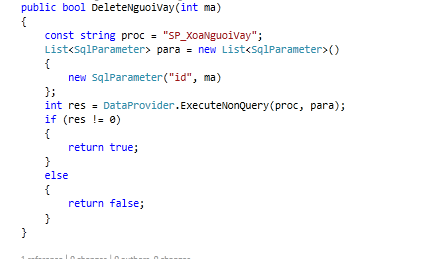 public bool DeleteNguoiVay(int ma)
{
const string proc = "SP_XoaNguoiVay";
List<SqlParameter> para = new List<SqlParameter>()
{
new SqlParameter("id", ma)
};
int res = DataProvider.ExecuteNonQuery(proc, para);
if (res != 0)
{
return true;
}
else
{
return false;
}
}